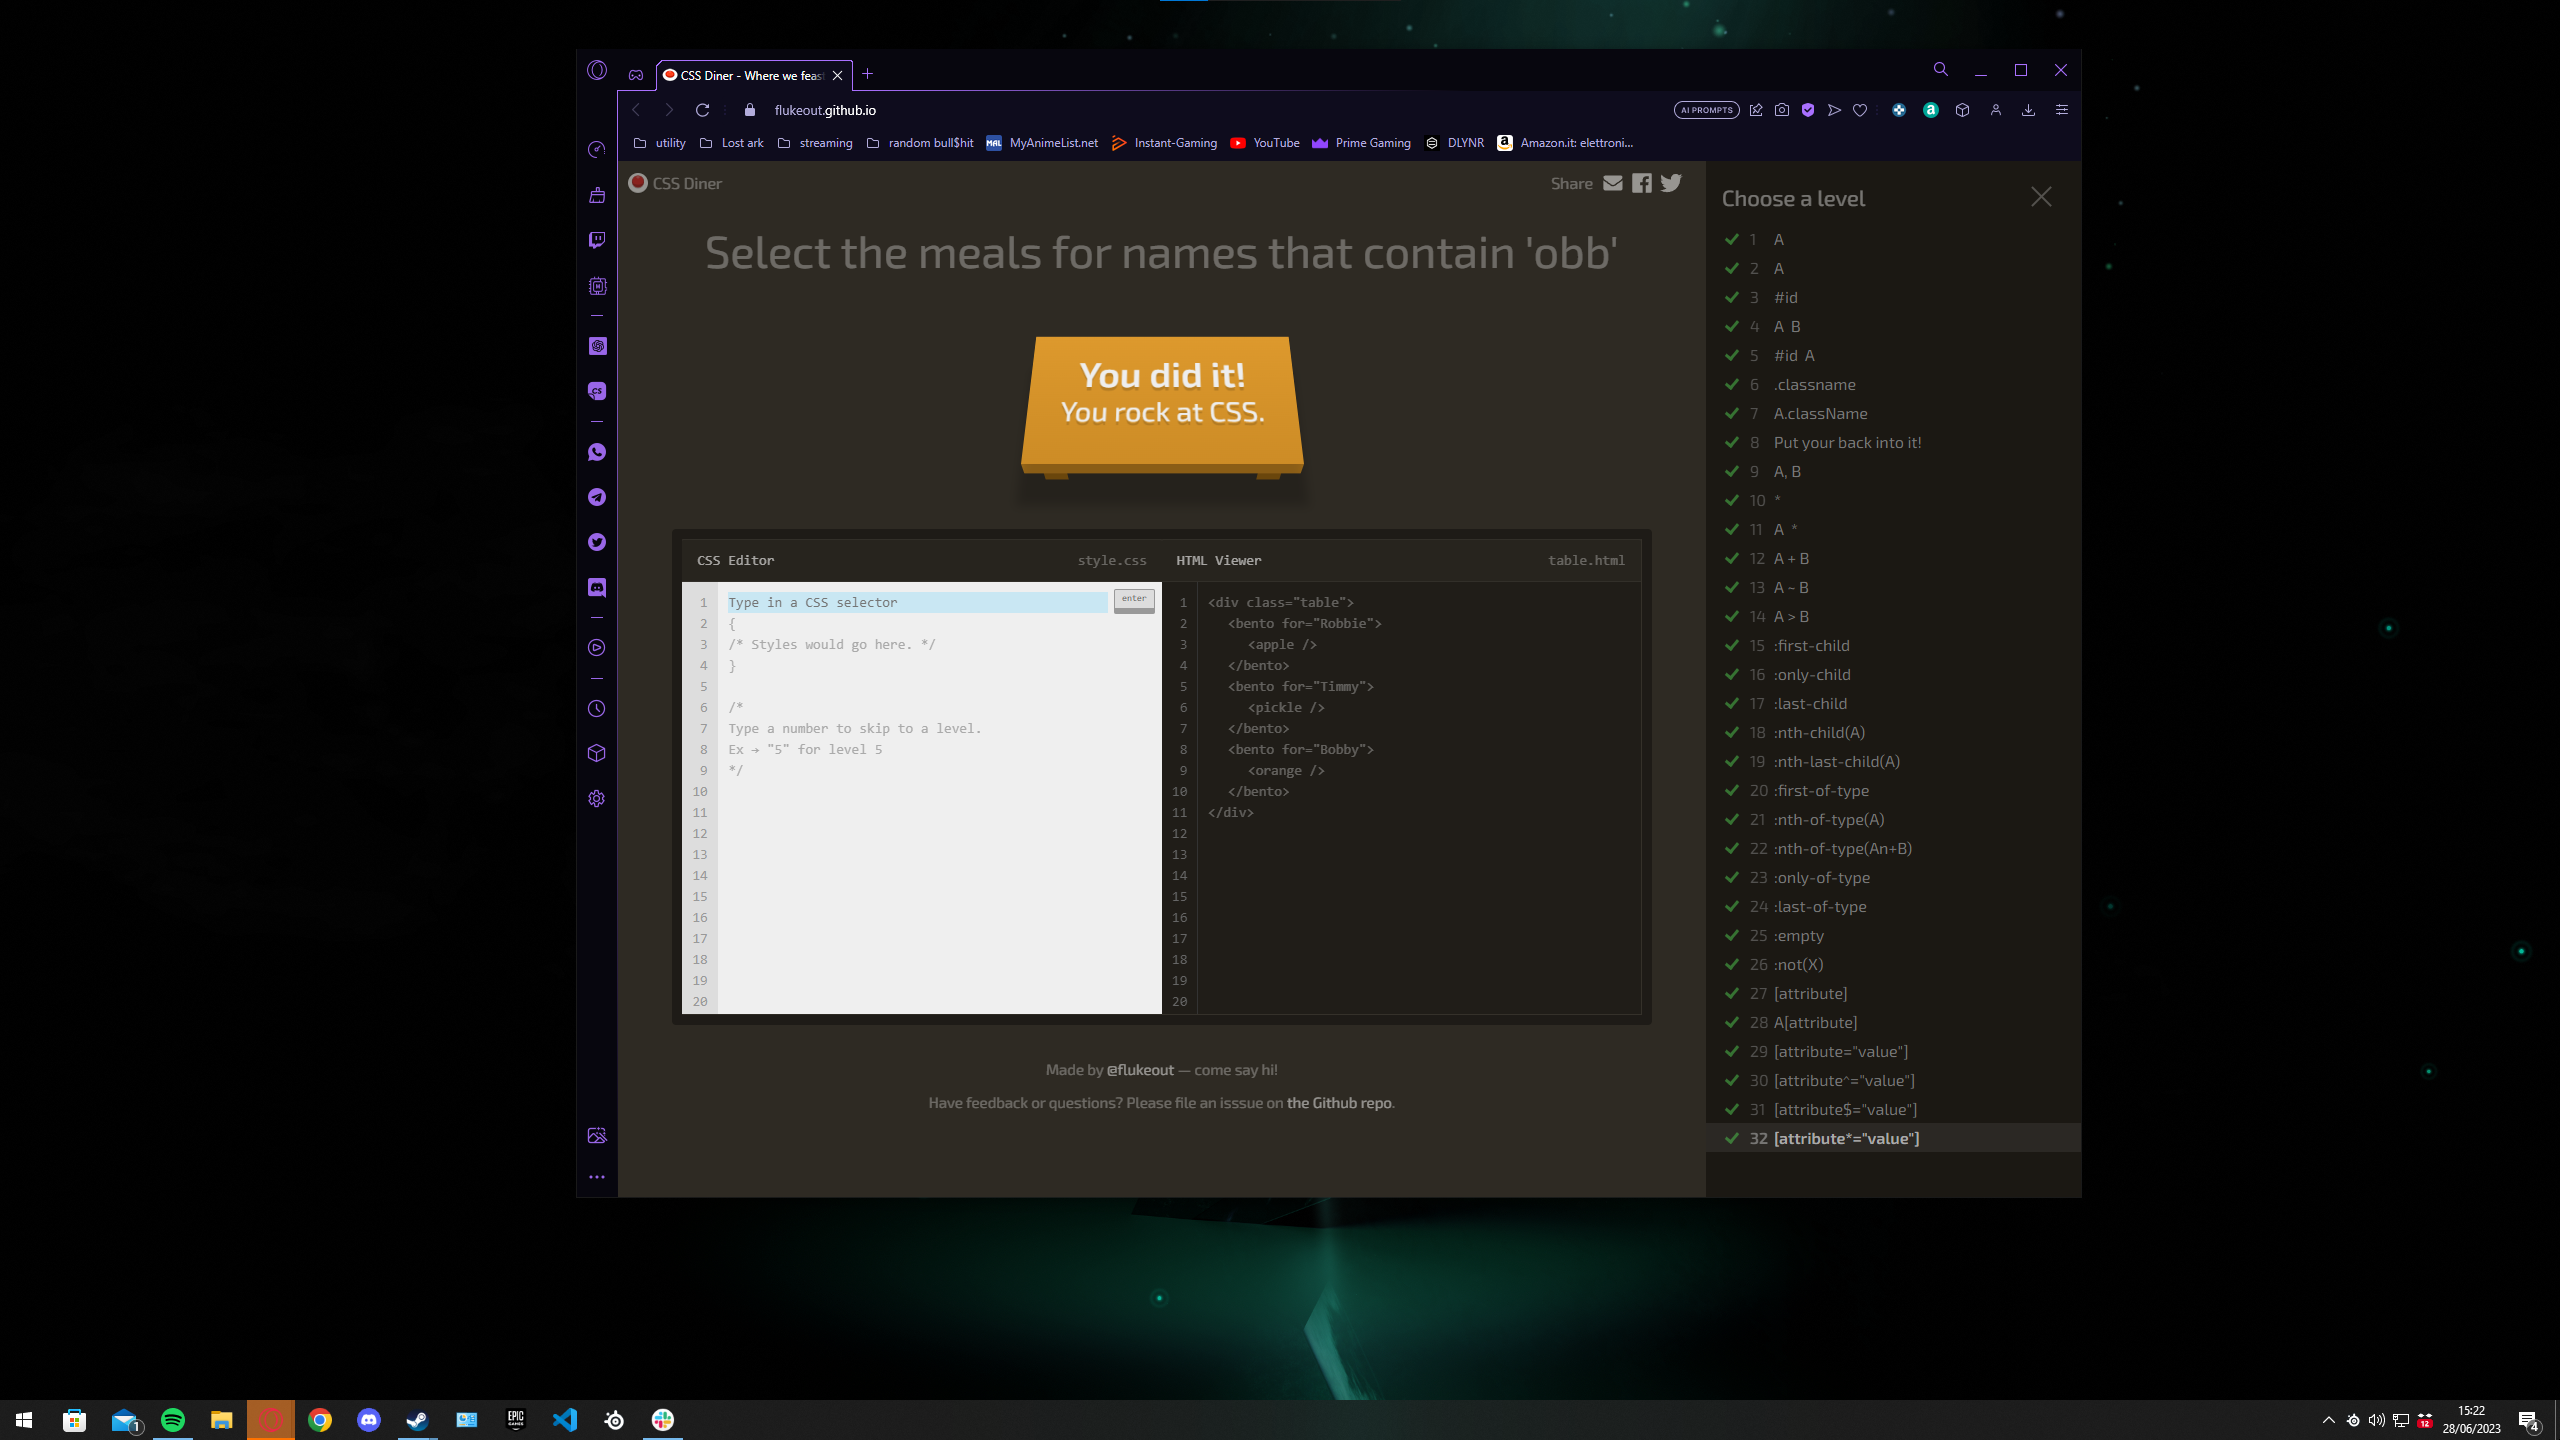 CSS Diner - Where we feast
flukeout.github.io
AI PROMPTS
utility
Lost ark
streaming
random bull$hit
MAL
MyAnimeList.net
Instant-Gaming
YouTube
Prime Gaming
DLYNR
Amazon.it: elettroni...
CSS Diner
Share
Select the meals for names that contain 'obb'
You did it!
You rock at CSS.
CSS Editor
style.css
enter
1 Type in a CSS selector
2 {
3 /* Styles would go here. */
4 }
5
6 /*
7 Type a number to skip to a level.
8 Ex → "5" for level 5
9 */
10
11
12
13
14
15
16
17
18
19
20
HTML Viewer
table.html
1 <div class="table">
2 <bento for="Robbie">
3 <apple />
4 </bento>
5 <bento for="Timmy">
6 <pickle />
7 </bento>
8 <bento for="Bobby">
9 <orange />
10 </bento>
11 </div>
12
13
14
15
16
17
18
19
20
Made by @flukeout — come say hi!
Have feedback or questions? Please file an isssue on the Github repo.
Choose a level
1 A
2 A
3 #id
4 A B
5 #id A
6 .classname
7 A.className
8 Put your back into it!
9 A, B
10 *
11 A *
12 A + B
13 A ~ B
14 A > B
15 :first-child
16 :only-child
17 :last-child
18 :nth-child(A)
19 :nth-last-child(A)
20 :first-of-type
21 :nth-of-type(A)
22 :nth-of-type(An+B)
23 :only-of-type
24 :last-of-type
25 :empty
26 :not(X)
27 [attribute]
28 A[attribute]
29 [attribute="value"]
30 [attribute^="value"]
31 [attribute$="value"]
32 [attribute*="value"]
1
EPIC
GAMES
12
15:22
28/06/2023
4